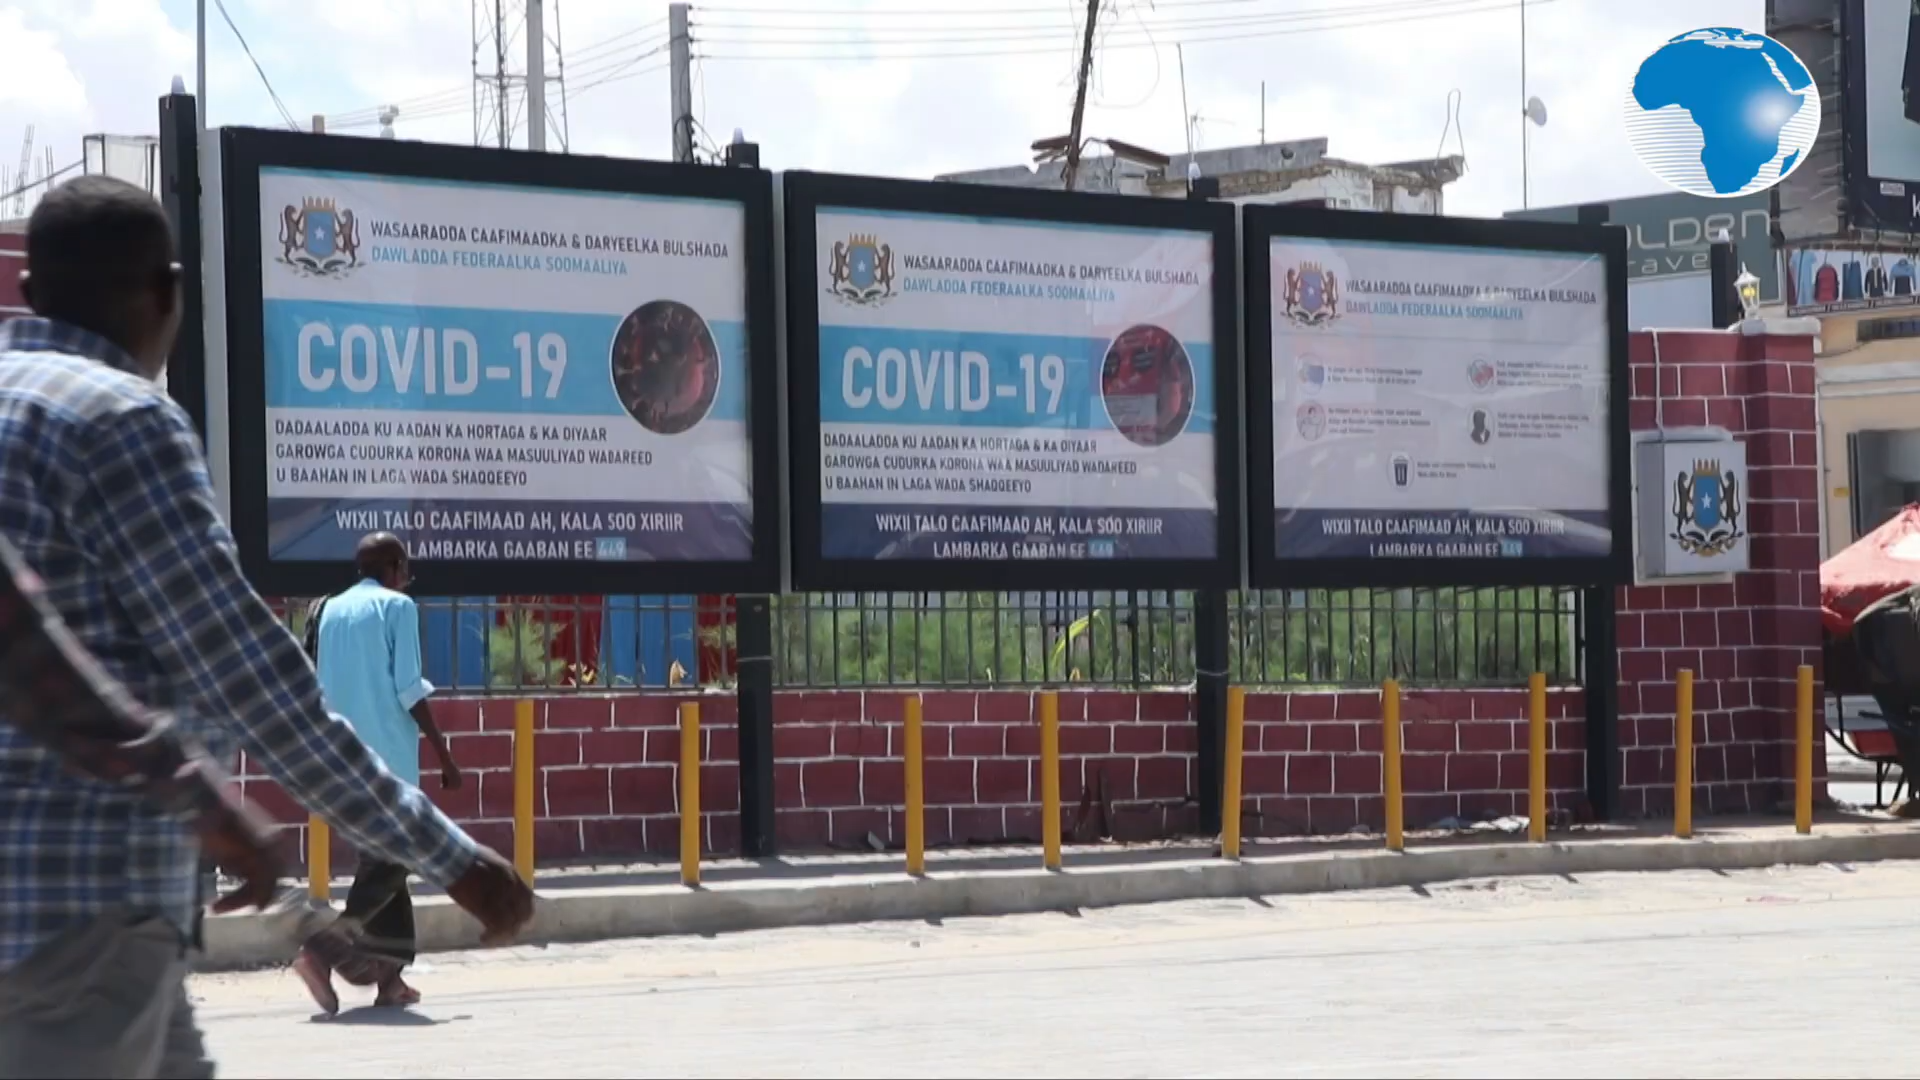 WASAARADDA CAAFIMAADKA & DARYEELKA BULSHADA
DAWLADDA FEDERAALKA SOOMAALIYA
COVID-19
DADAALADDA KU AADAN KA HORTAGA & KA DIYAAR
GAROWGA CUDURKA KORONA WAA MASUULIYAD WADAREED
U BAAHAN IN LAGA WADA SHAQQEEYO
WIXII TALO CAAFIMAAD AH, KALA SOO XIRIIR
LAMBARKA GAABAN EE 449
WASAARADDA CAAFIMAADKA & DARYEELKA BULSHADA
DAWLADDA FEDERAALKA SOOMAALIYA
COVID-19
DADAALADDA KU AADAN KA HORTAGA & KA DIYAAR
GAROWGA CUDURKA KORONA WAA MASUULIYAD WADAREED
U BAAHAN IN LAGA WADA SHAQQEEYO
WIXII TALO CAAFIMAAD AH, KALA SOO XIRIIR
LAMBARKA GAABAN EE 449
WASAARADDA CAAFIMAADKA & DARYEELKA BULSHADA
DAWLADDA FEDERAALKA SOOMAALIYA
WIXII TALO CAAFIMAAD AH, KALA SOO XIRIIR
LAMBARKA GAABAN EE 449
OLDEN
rave